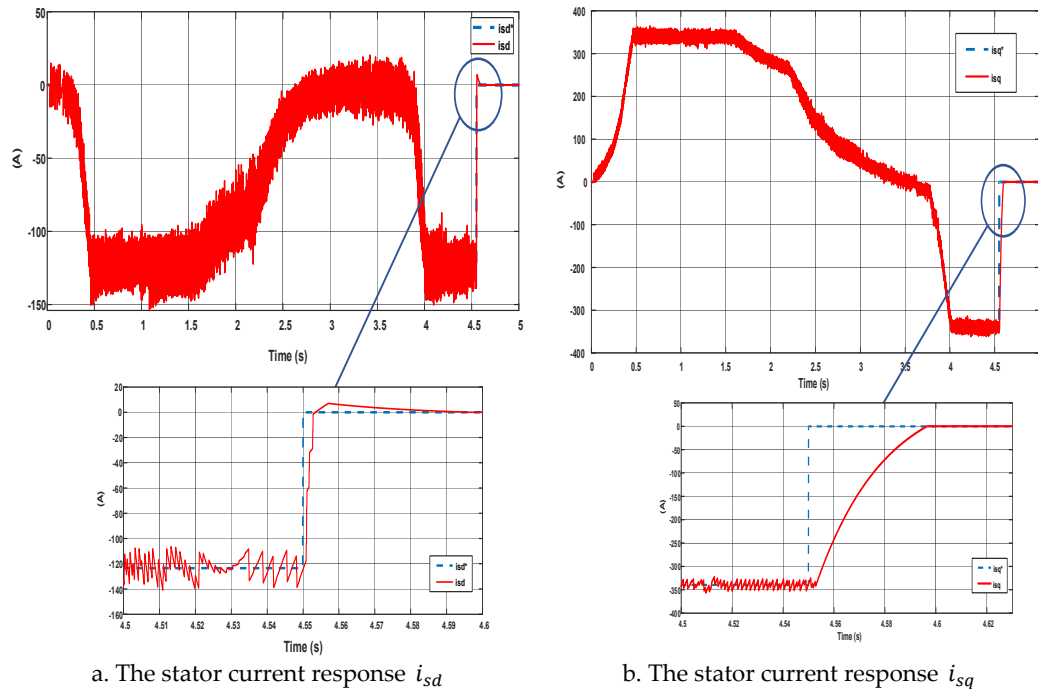 50
0
-50
-100
-150
(A)
isd*
isd
0 0.5 1 1.5 2 2.5 3 3.5 4 4.5 5
Time (s)
400
300
200
100
0
-100
-200
-300
-400
(A)
isq*
isq
0 0.5 1 1.5 2 2.5 3 3.5 4 4.5
Time (s)
20
0
-20
-40
-60
-80
-100
-120
-140
-160
(A)
isd*
isd
4.5 4.51 4.52 4.53 4.54 4.55 4.56 4.57 4.58 4.59 4.6
Time (s)
50
0
-50
-100
-150
-200
-250
-300
-350
-400
(A)
isq*
isq
4.5 4.52 4.54 4.56 4.58 4.6 4.62
Time (s)
a. The stator current response i_sd
b. The stator current response i_sq